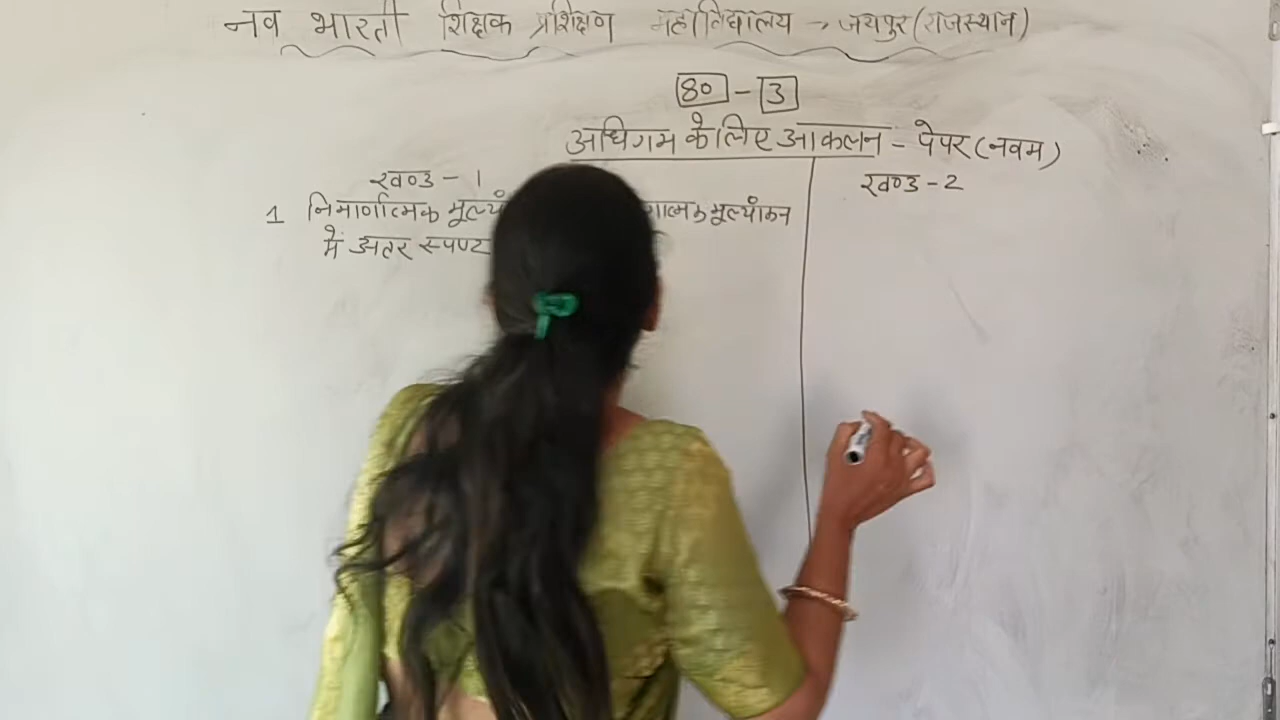 नव भारती शिक्षक प्रशिक्षण महाविद्यालय → जयपुर (राजस्थान)
80 - 3
अधिगम के लिए आकलन - पेपर (नवम)
खण्ड - 1
खण्ड - 2
1 निर्माणात्मक मूल्यांकन
में अंतर स्पष्ट